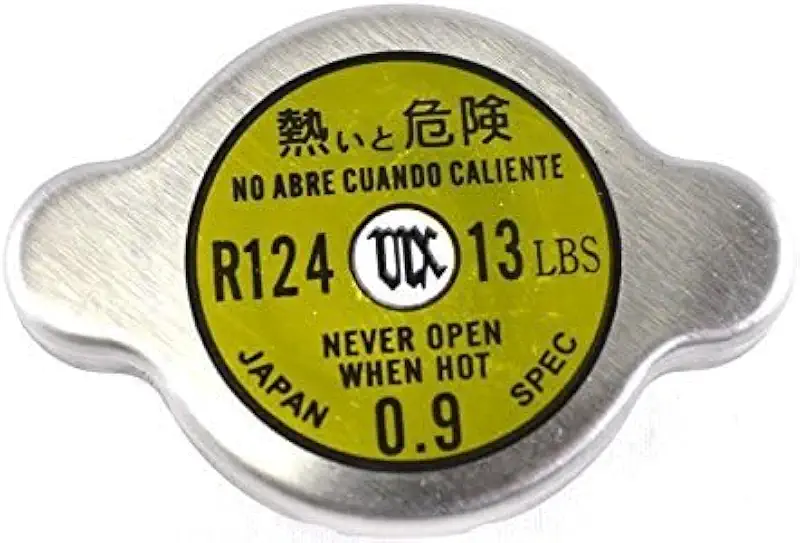 熱いと危険
NO ABRE CUANDO CALIENTE
R124
13 LBS
NEVER OPEN
WHEN HOT
JAPAN
0.9
SPEC